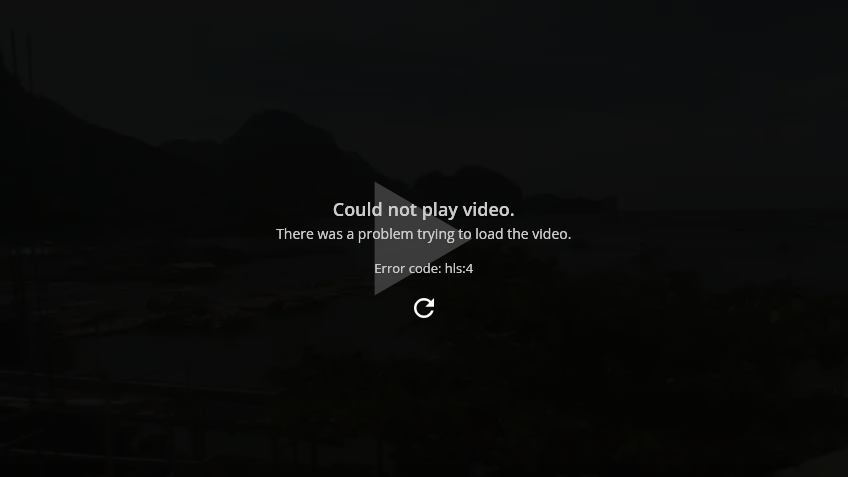 Could not play video.
There was a problem trying to load the video.
Error code: hls:4